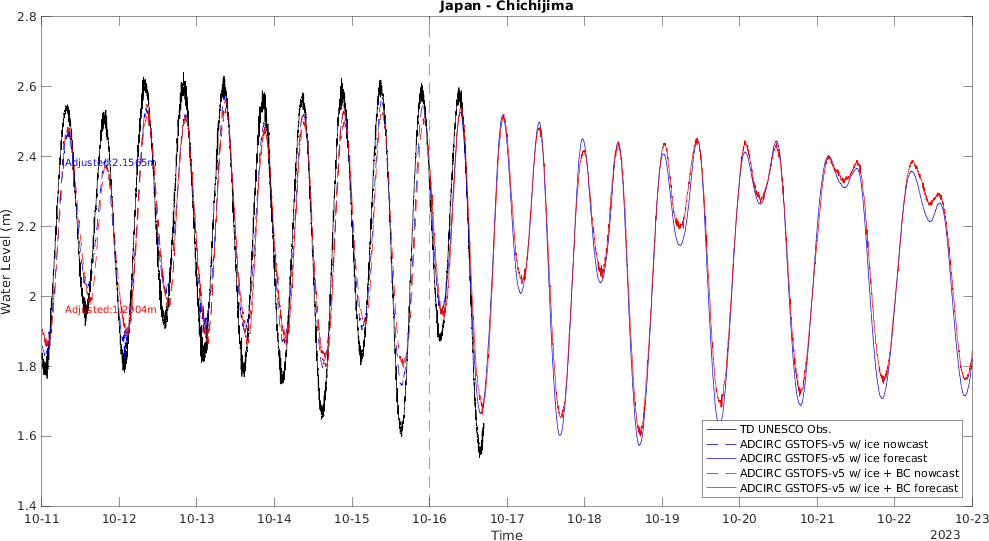 Japan - Chichijima
2.8
2.6
2.4
2.2
2
1.8
1.6
1.4
Water Level (m)
Adjusted:2.1565m
Adjusted:1.2904m
TD UNESCO Obs.
ADCIRC GSTOFS-v5 w/ ice nowcast
ADCIRC GSTOFS-v5 w/ ice forecast
ADCIRC GSTOFS-v5 w/ ice + BC nowcast
ADCIRC GSTOFS-v5 w/ ice + BC forecast
10-11 10-12 10-13 10-14 10-15 10-16 10-17 10-18 10-19 10-20 10-21 10-22 10-23
Time
2023